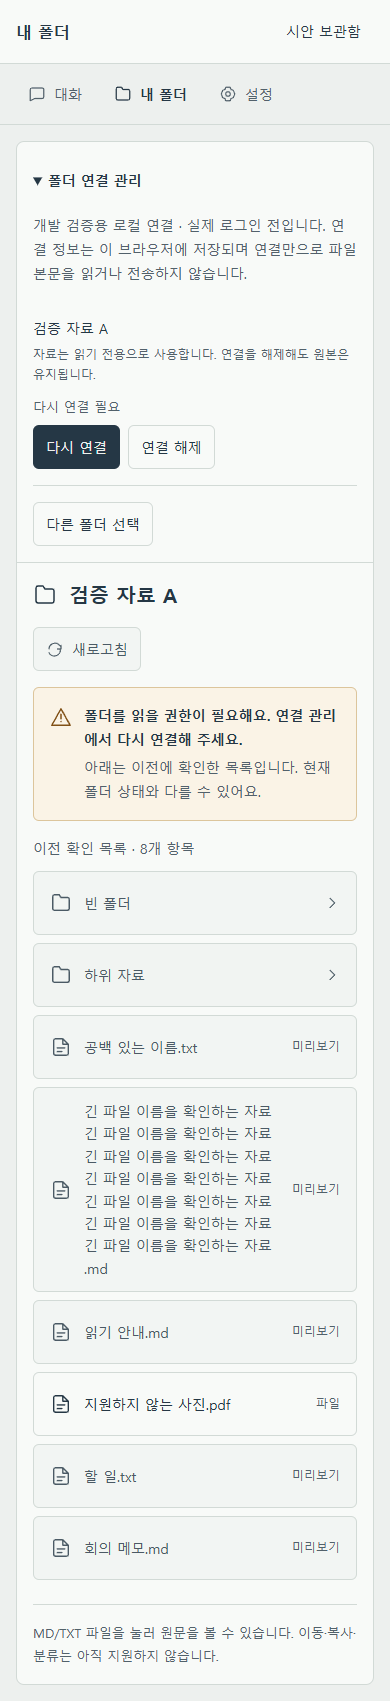 내 폴더
시안 보관함
대화
내 폴더
설정
▼ 폴더 연결 관리
개발 검증용 로컬 연결 · 실제 로그인 전입니다. 연
결 정보는 이 브라우저에 저장되며 연결만으로 파일
본문을 읽거나 전송하지 않습니다.
검증 자료 A
자료는 읽기 전용으로 사용합니다. 연결을 해제해도 원본은
유지됩니다.
다시 연결 필요
다시 연결
연결 해제
다른 폴더 선택
검증 자료 A
새로고침
폴더를 읽을 권한이 필요해요. 연결 관리
에서 다시 연결해 주세요.
아래는 이전에 확인한 목록입니다. 현재
폴더 상태와 다를 수 있어요.
이전 확인 목록 · 8개 항목
빈 폴더
하위 자료
공백 있는 이름.txt
미리보기
긴 파일 이름을 확인하는 자료
긴 파일 이름을 확인하는 자료
긴 파일 이름을 확인하는 자료
긴 파일 이름을 확인하는 자료
긴 파일 이름을 확인하는 자료
긴 파일 이름을 확인하는 자료
긴 파일 이름을 확인하는 자료
.md
미리보기
읽기 안내.md
미리보기
지원하지 않는 사진.pdf
파일
할 일.txt
미리보기
회의 메모.md
미리보기
MD/TXT 파일을 눌러 원문을 볼 수 있습니다. 이동·복사·
분류는 아직 지원하지 않습니다.